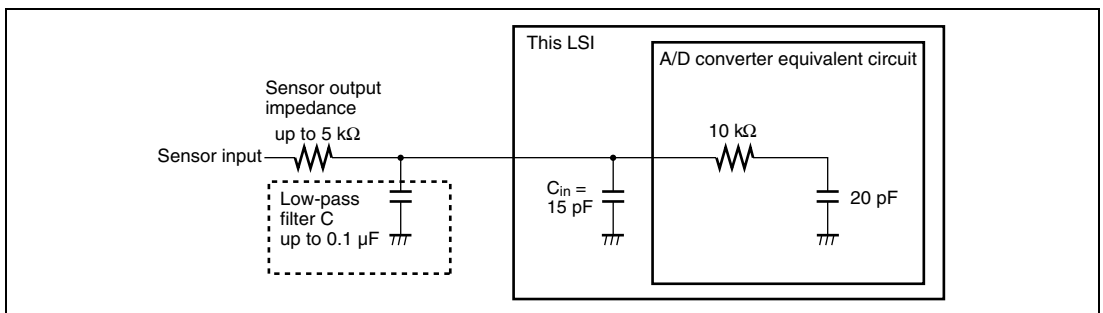 This LSI
A/D converter equivalent circuit
Sensor output
impedance
up to 5 kΩ
10 kΩ
Sensor input
Low-pass
filter C
up to 0.1 µF
Cin =
15 pF
20 pF